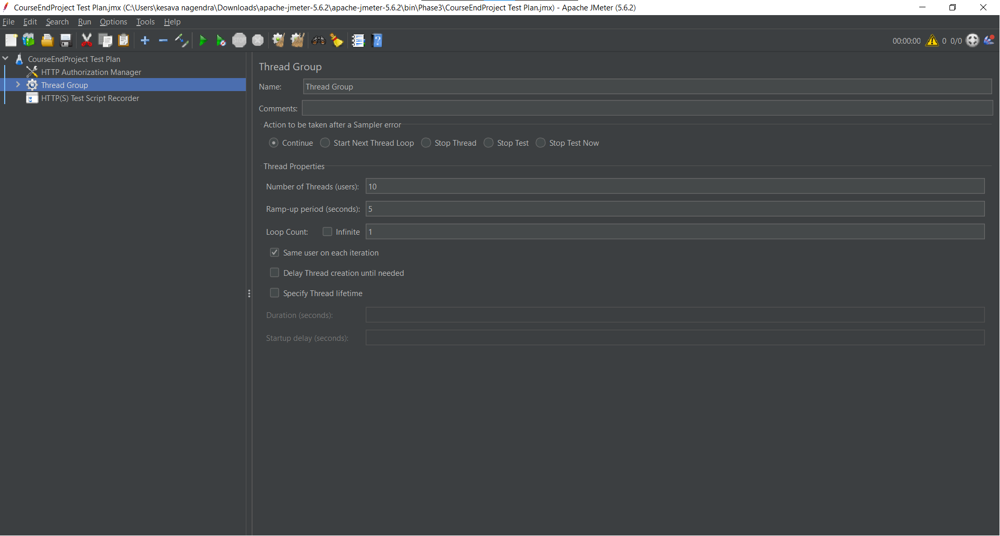 CourseEndProject Test Plan.jmx (C:\Users\kesava nagendra\Downloads\apache-jmeter-5.6.2\apache-jmeter-5.6.2\bin\Phase3\CourseEndProject Test Plan.jmx) - Apache JMeter (5.6.2)
File Edit Search Run Options Tools Help
STOP ? 00:00:00 0 0/0
CourseEndProject Test Plan
HTTP Authorization Manager
Thread Group
HTTP(S) Test Script Recorder
Thread Group
Name: Thread Group
Comments:
Action to be taken after a Sampler error
Continue Start Next Thread Loop Stop Thread Stop Test Stop Test Now
Thread Properties
Number of Threads (users): 10
Ramp-up period (seconds): 5
Loop Count: Infinite 1
Same user on each iteration
Delay Thread creation until needed
Specify Thread lifetime
Duration (seconds):
Startup delay (seconds):